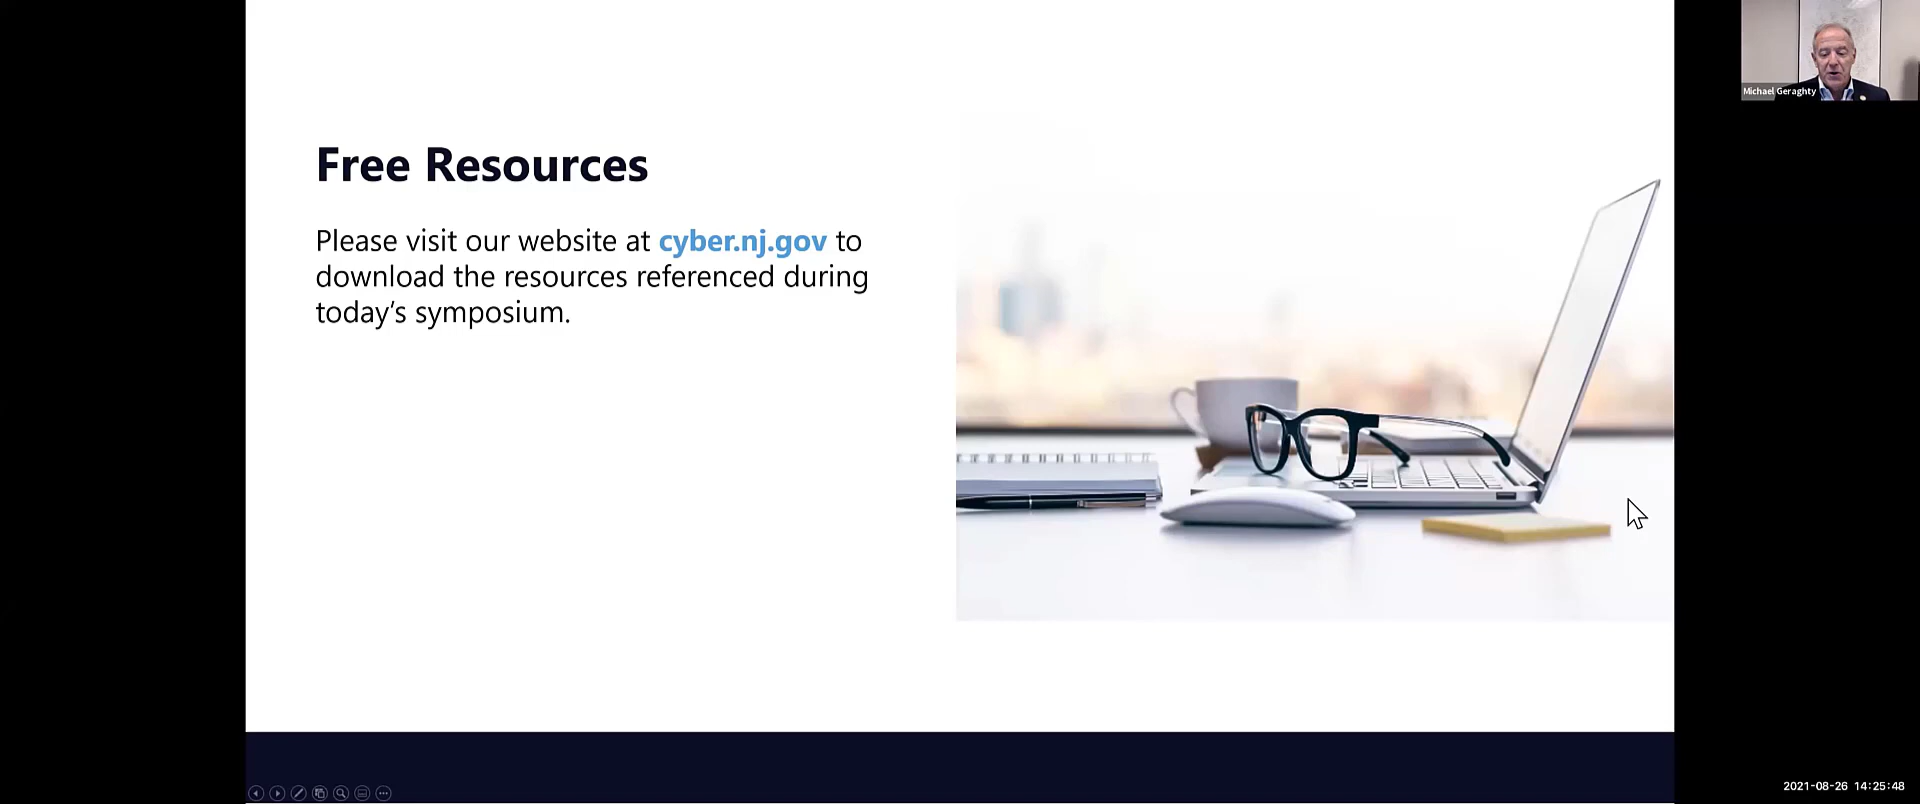 Michael Geraghty
Free Resources
Please visit our website at cyber.nj.gov to
download the resources referenced during
today’s symposium.
2021-08-26 14:25:48